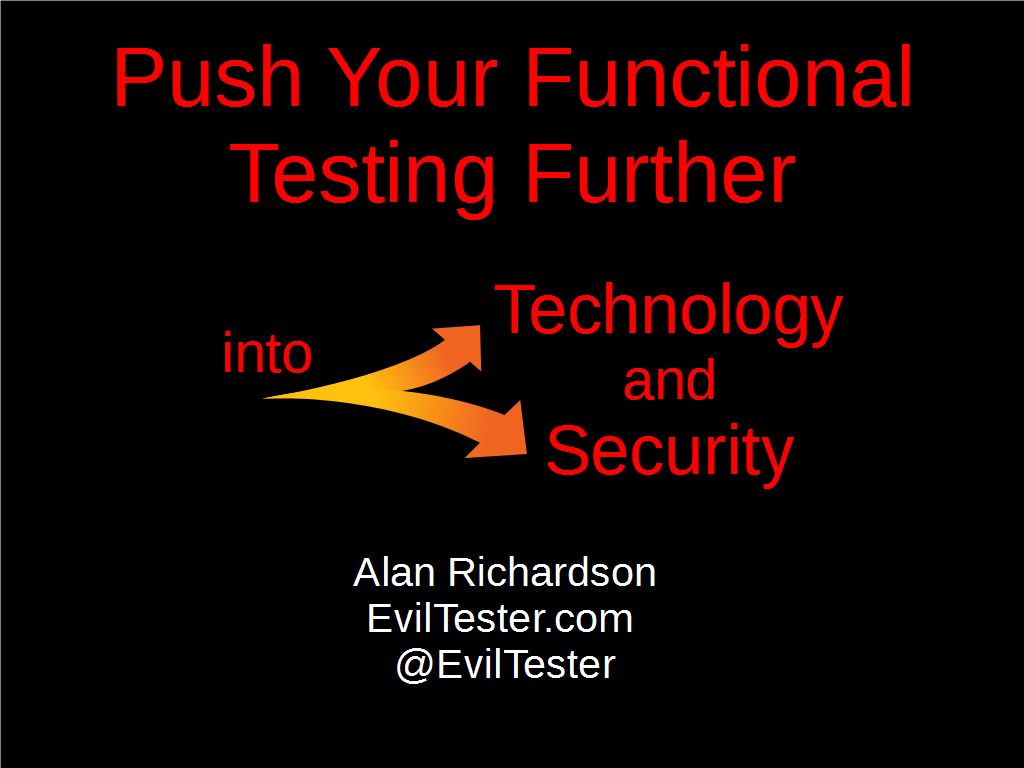 Push Your Functional
Testing Further
into
Technology
and
Security
Alan Richardson
EvilTester.com
@EvilTester